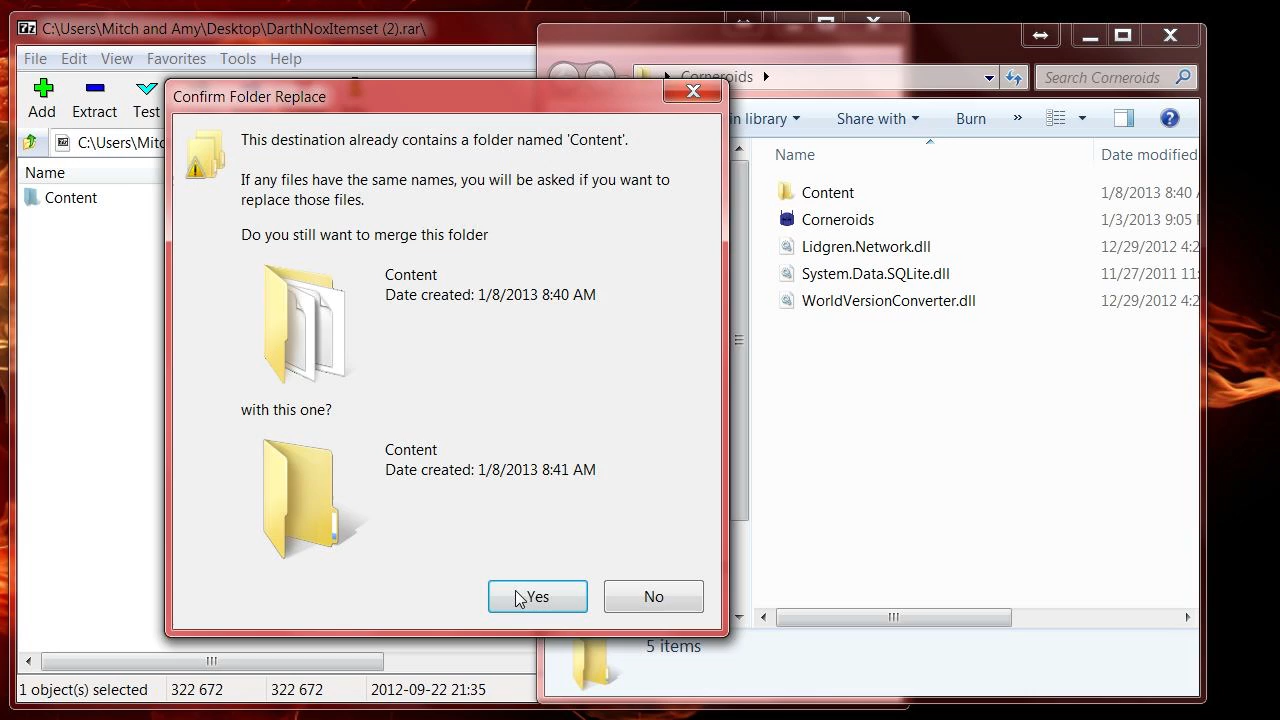 C:\Users\Mitch and Amy\Desktop\DarthNoxItemset (2).rar\
File Edit View Favorites Tools Help
Add Extract Test
C:\Users\Mitc
Name
Content
1 object(s) selected 322 672 322 672 2012-09-22 21:35
Confirm Folder Replace
This destination already contains a folder named 'Content'.
If any files have the same names, you will be asked if you want to
replace those files.
Do you still want to merge this folder
Content
Date created: 1/8/2013 8:40 AM
with this one?
Content
Date created: 1/8/2013 8:41 AM
Yes No
Corneroids
Search Corneroids
in library Share with Burn »
Name Date modified
Content 1/8/2013 8:40
Corneroids 1/3/2013 9:05
Lidgren.Network.dll 12/29/2012 4:2
System.Data.SQLite.dll 11/27/2011 11:
WorldVersionConverter.dll 12/29/2012 4:2
5 items